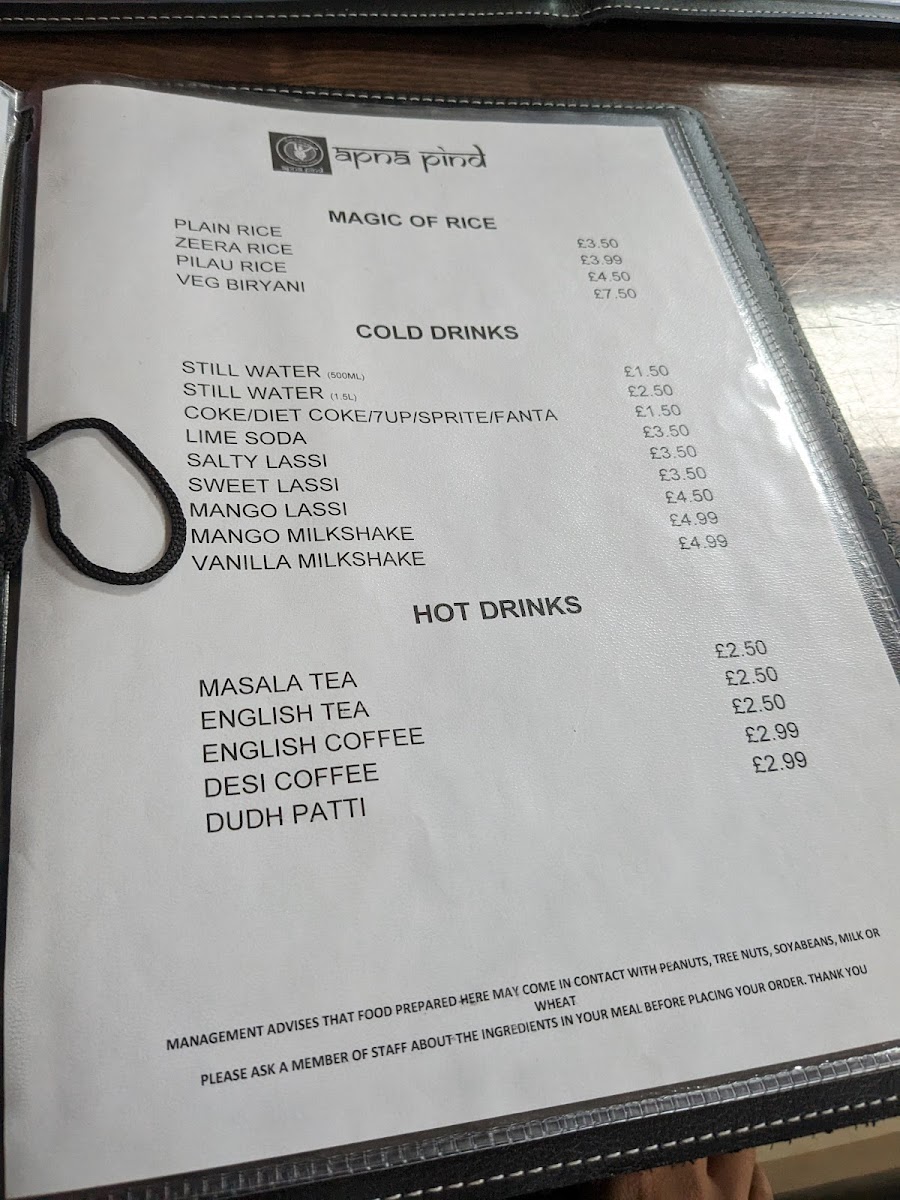 apna pind
MAGIC OF RICE
PLAIN RICE £3.50
ZEERA RICE £3.99
PILAU RICE £4.50
VEG BIRYANI £7.50
COLD DRINKS
STILL WATER (500ML) £1.50
STILL WATER (1.5L) £2.50
COKE/DIET COKE/7UP/SPRITE/FANTA £1.50
LIME SODA £3.50
SALTY LASSI £3.50
SWEET LASSI £3.50
MANGO LASSI £4.50
MANGO MILKSHAKE £4.99
VANILLA MILKSHAKE £4.99
HOT DRINKS
MASALA TEA £2.50
ENGLISH TEA £2.50
ENGLISH COFFEE £2.50
DESI COFFEE £2.99
DUDH PATTI £2.99
MANAGEMENT ADVISES THAT FOOD PREPARED HERE MAY COME IN CONTACT WITH PEANUTS, TREE NUTS, SOYABEANS, MILK OR
WHEAT
PLEASE ASK A MEMBER OF STAFF ABOUT THE INGREDIENTS IN YOUR MEAL BEFORE PLACING YOUR ORDER. THANK YOU